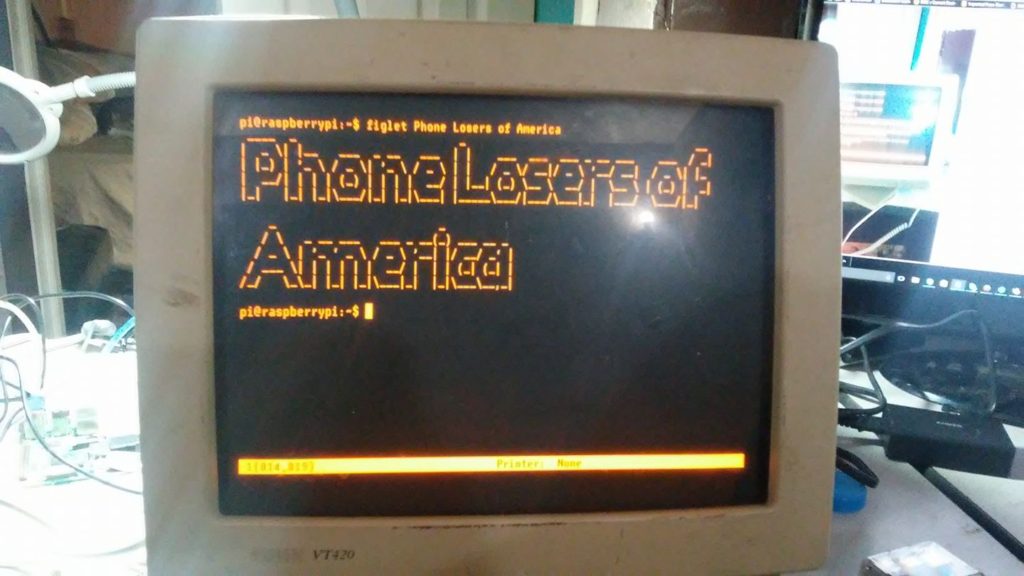 pi@raspberrypi:~$ figlet Phone Losers of America
Phone Losers of
America
pi@raspberrypi:~$
1(014,019) Printer: None
VT420